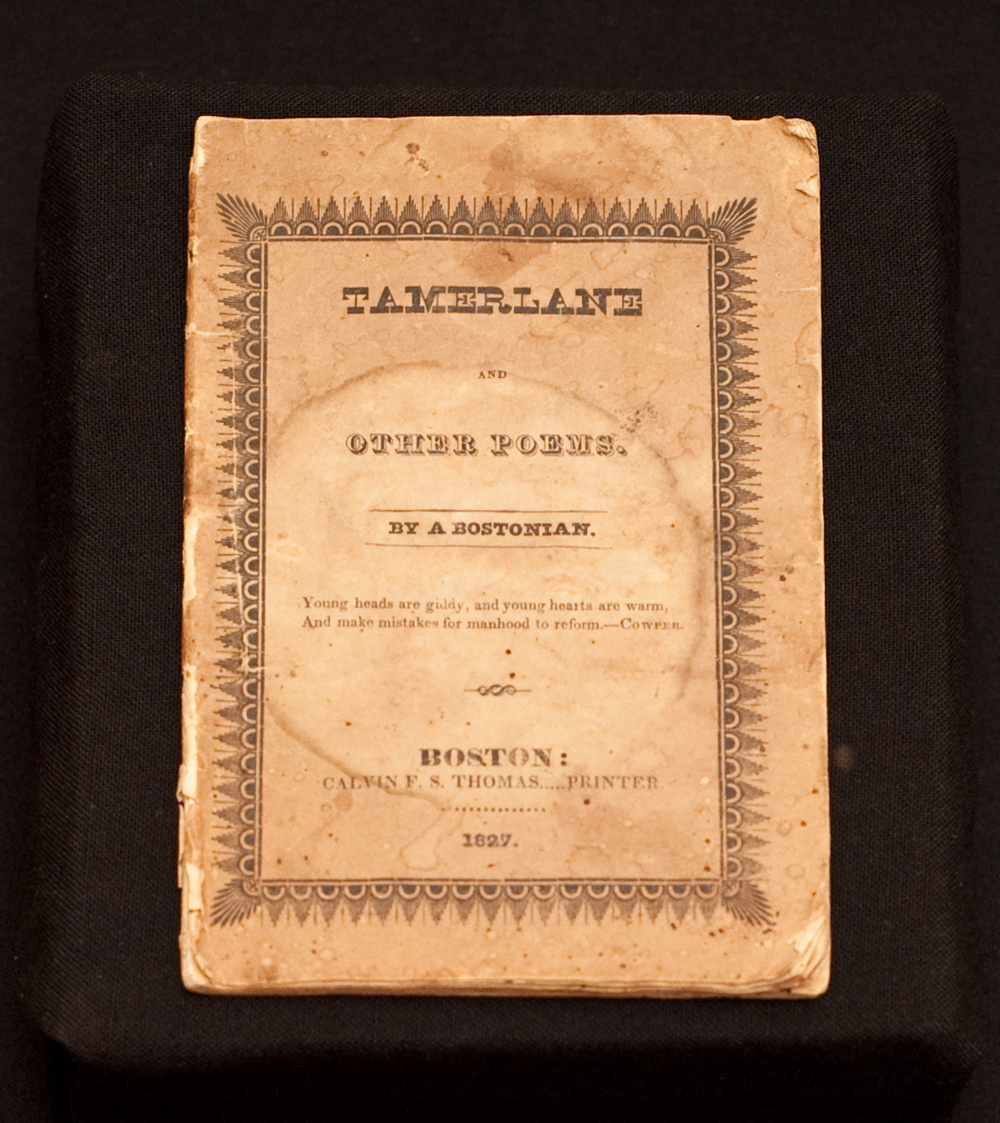 TAMERLANE
AND
OTHER POEMS.
BY A BOSTONIAN.
Young heads are giddy, and young hearts are warm,
And make mistakes for manhood to reform.—COWPER.
BOSTON:
CALVIN F. S. THOMAS.....PRINTER.
1827.